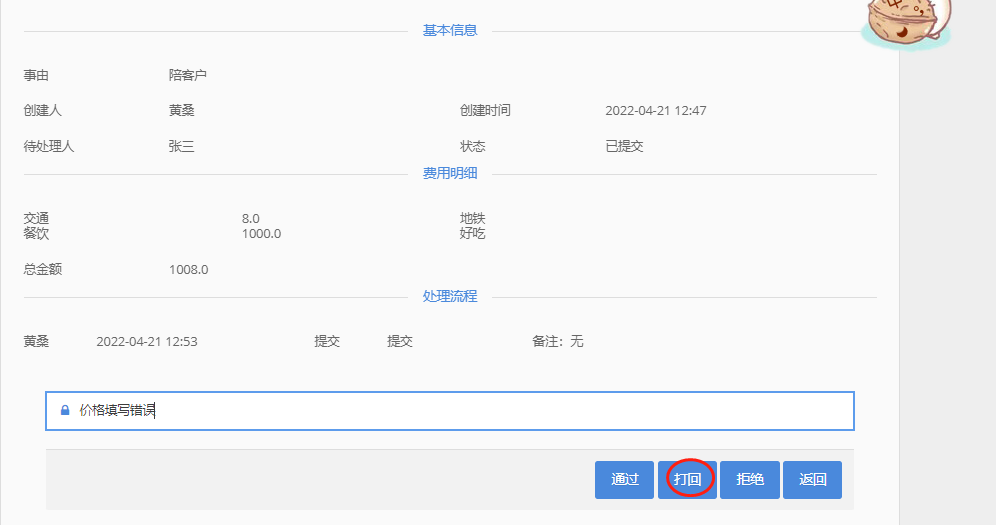 基本信息
事由 陪客户
创建人 黄桑 创建时间 2022-04-21 12:47
待处理人 张三 状态 已提交
费用明细
交通 8.0 地铁
餐饮 1000.0 好吃
总金额 1008.0
处理流程
黄桑 2022-04-21 12:53 提交 提交 备注：无
价格填写错误
通过 打回 拒绝 返回